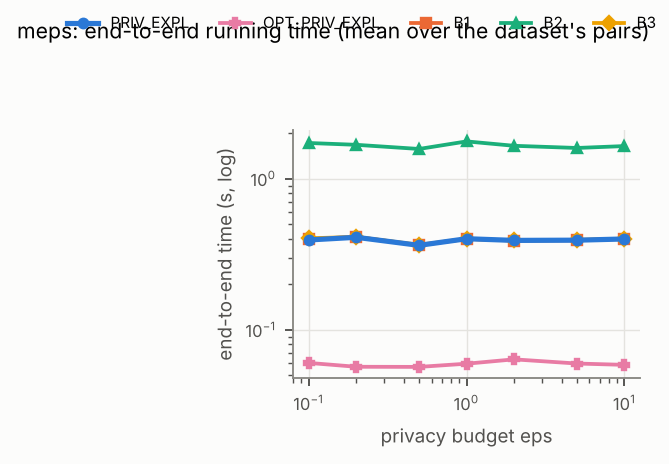 PRIV_EXPL OPT_PRIV_EXPL B1 B2 B3
meps: end-to-end running time (mean over the dataset's pairs)
end-to-end time (s, log)
10⁰
10⁻¹
10⁻¹ 10⁰ 10¹
privacy budget eps